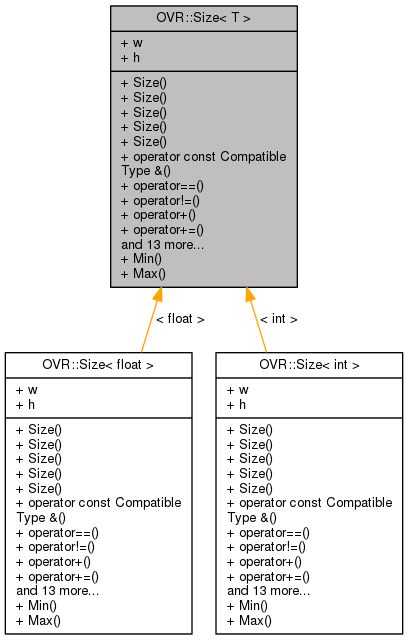 OVR::Size< T >
+ w
+ h
+ Size()
+ Size()
+ Size()
+ Size()
+ Size()
+ operator const Compatible
Type &()
+ operator==()
+ operator!=()
+ operator+()
+ operator+=()
and 13 more...
+ Min()
+ Max()
< float >
< int >
OVR::Size< float >
+ w
+ h
+ Size()
+ Size()
+ Size()
+ Size()
+ Size()
+ operator const Compatible
Type &()
+ operator==()
+ operator!=()
+ operator+()
+ operator+=()
and 13 more...
+ Min()
+ Max()
OVR::Size< int >
+ w
+ h
+ Size()
+ Size()
+ Size()
+ Size()
+ Size()
+ operator const Compatible
Type &()
+ operator==()
+ operator!=()
+ operator+()
+ operator+=()
and 13 more...
+ Min()
+ Max()